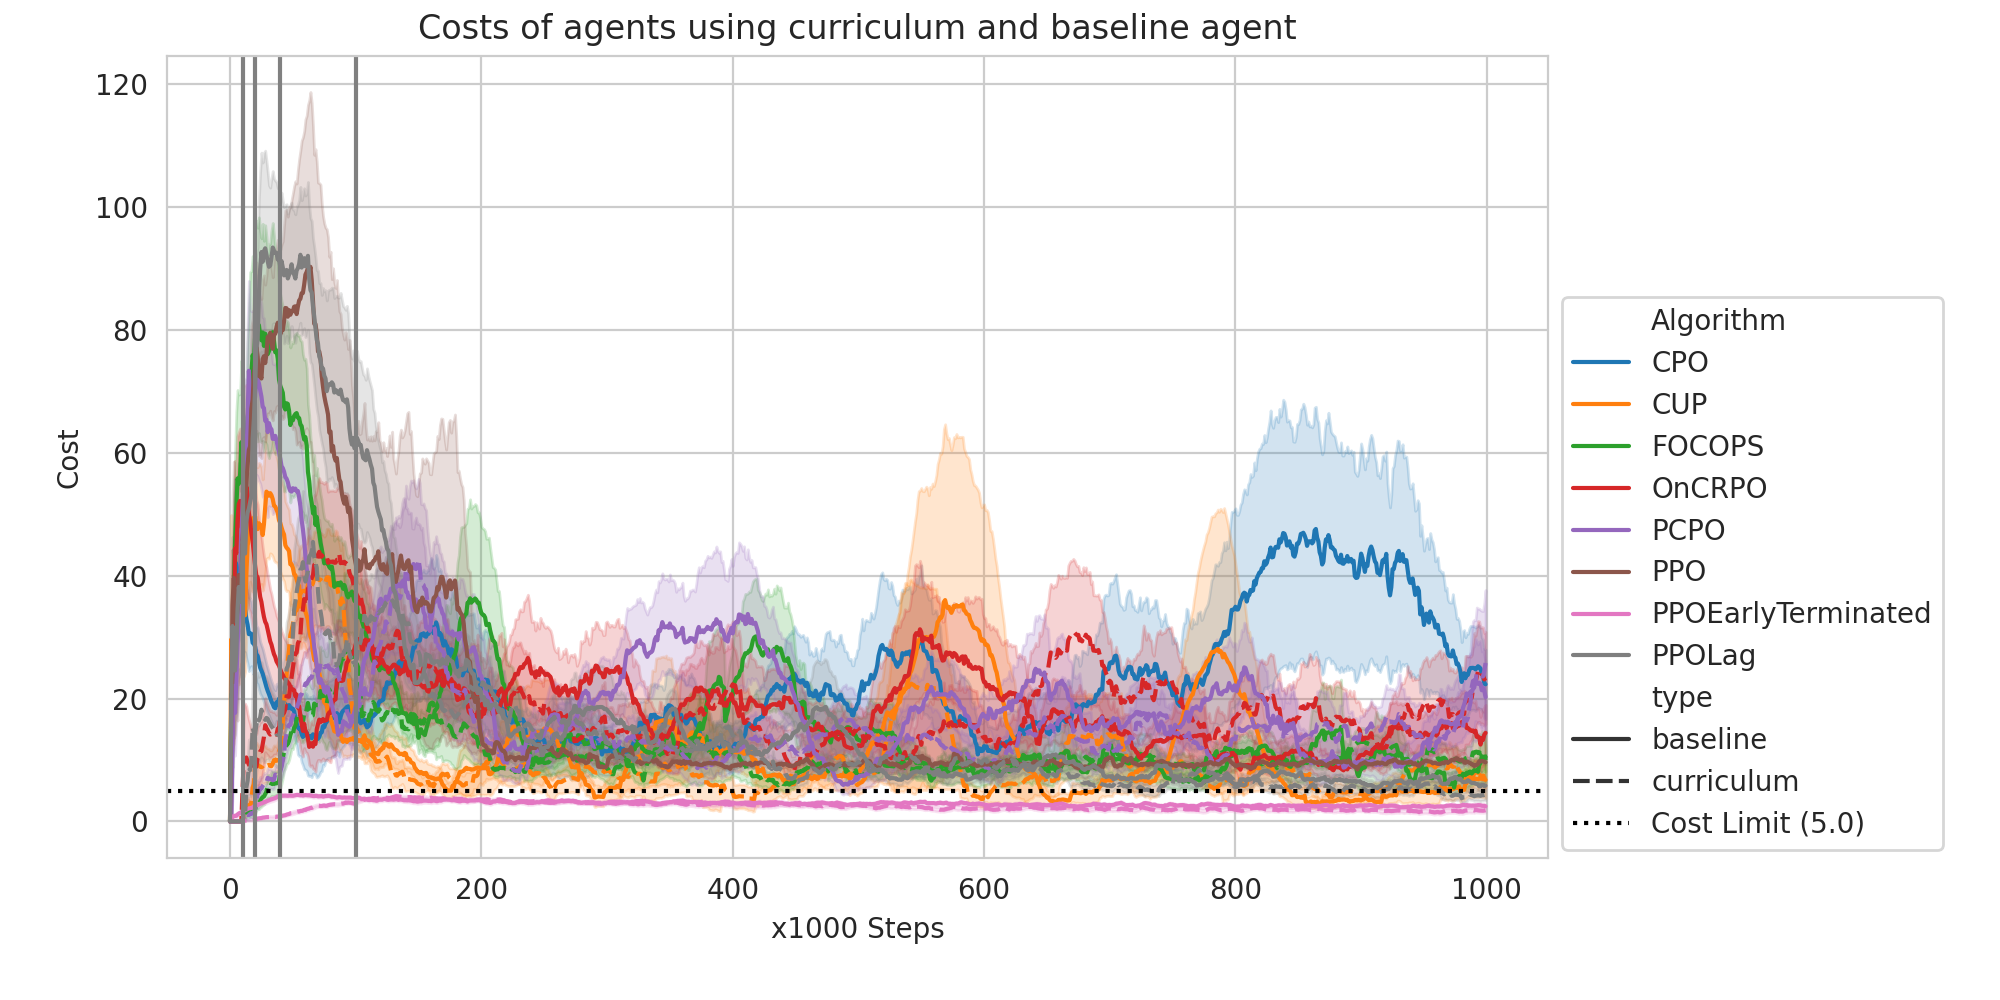 Costs of agents using curriculum and baseline agent
120
100
80
60
40
20
0
Cost
0 200 400 600 800 1000
x1000 Steps
Algorithm
CPO
CUP
FOCOPS
OnCRPO
PCPO
PPO
PPOEarlyTerminated
PPOLag
type
baseline
curriculum
Cost Limit (5.0)